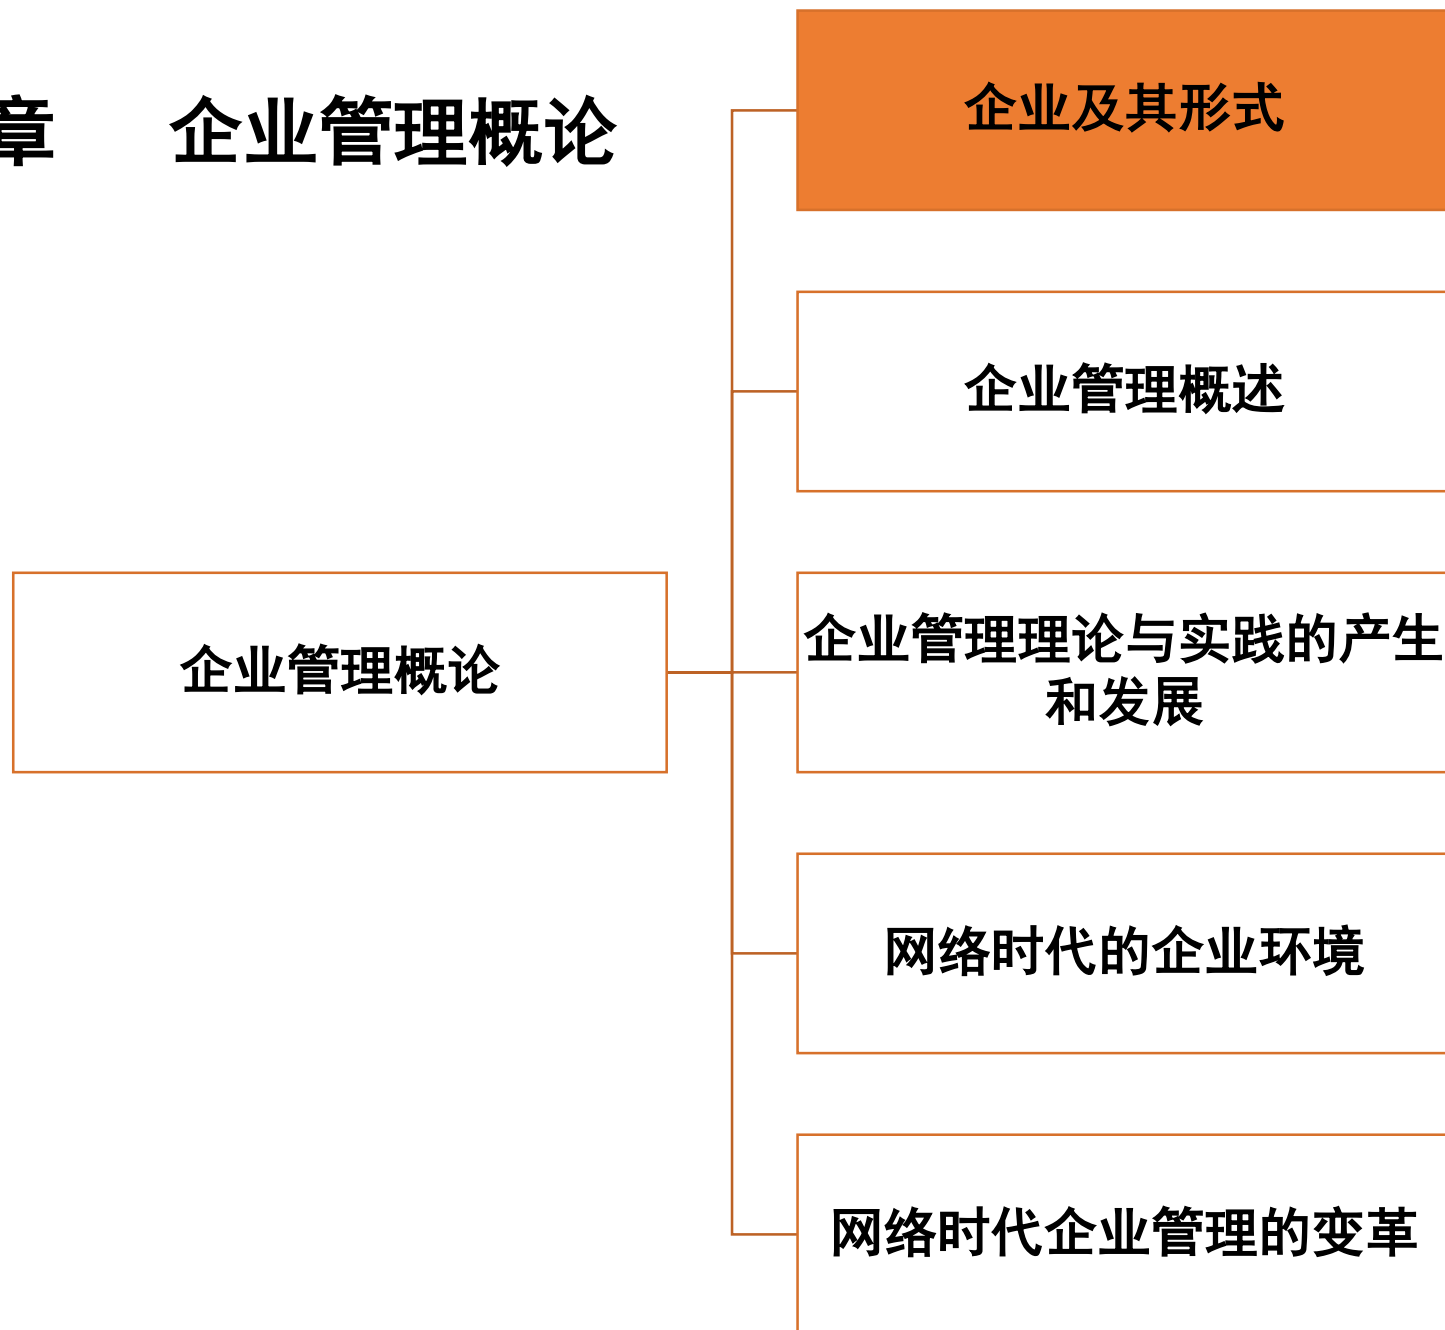 章 企业管理概论
企业及其形式
企业管理概述
企业管理概论
企业管理理论与实践的产生
和发展
网络时代的企业环境
网络时代企业管理的变革